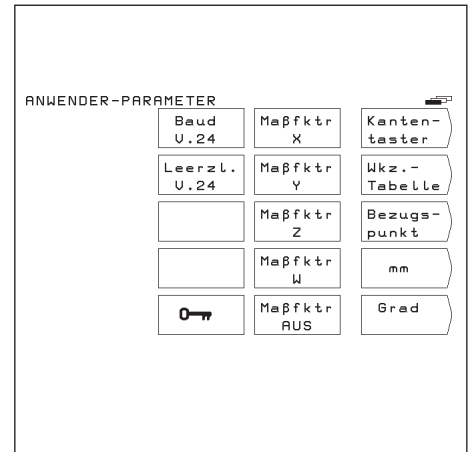 ANWENDER-PARAMETER
Baud
V.24
Maßfktr
X
Kanten-
taster
Leerzl.
V.24
Maßfktr
Y
Wkz.-
Tabelle
Maßfktr
Z
Bezugs-
punkt
Maßfktr
W
mm
Maßfktr
AUS
Grad